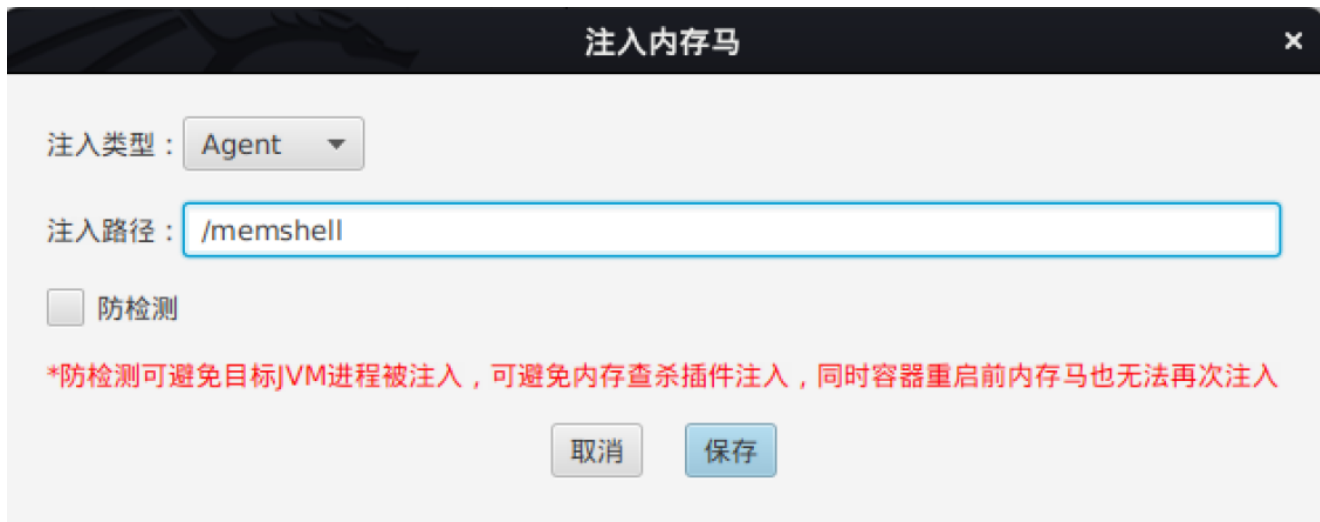 注入内存马
×
注入类型： Agent
注入路径： /memshell
防检测
*防检测可避免目标JVM进程被注入，可避免内存查杀插件注入，同时容器重启前内存马也无法再次注入
取消 保存